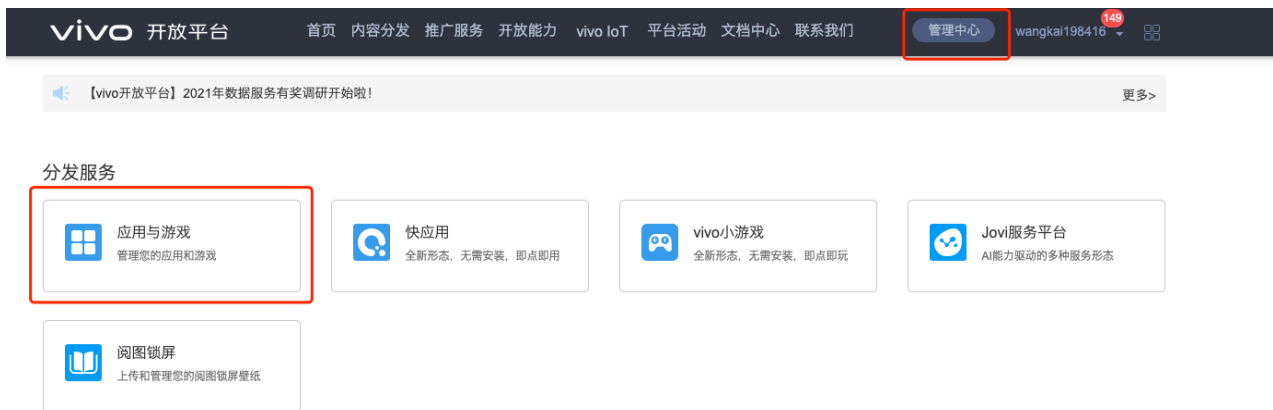 vivo 开放平台 首页 内容分发 推广服务 开放能力 vivo IoT 平台活动 文档中心 联系我们 管理中心 wangkai198416 149
【vivo开放平台】2021年数据服务有奖调研开始啦！ 更多>
分发服务
应用与游戏
管理您的应用和游戏
快应用
全新形态，无需安装，即点即用
vivo小游戏
全新形态，无需安装，即点即玩
Jovi服务平台
AI能力驱动的多种服务形态
阅图锁屏
上传和管理您的阅图锁屏壁纸